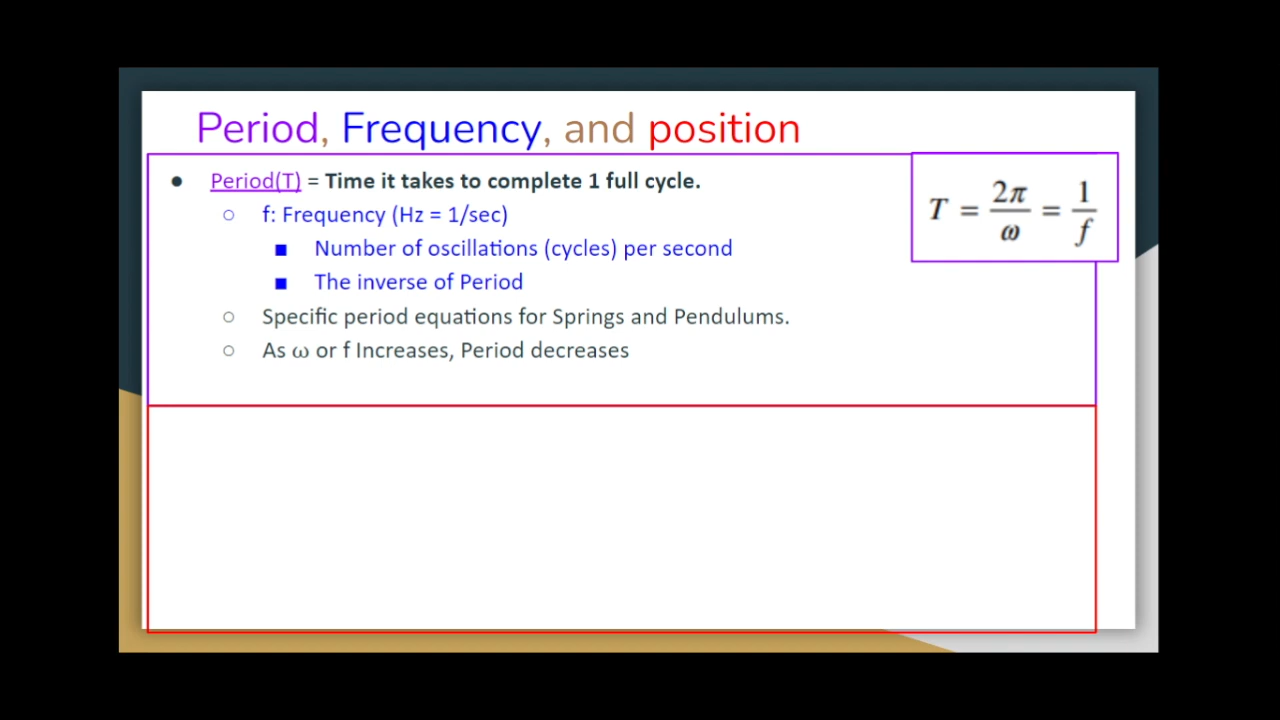 Period, Frequency, and position
● Period(T) = Time it takes to complete 1 full cycle.
○ f: Frequency (Hz = 1/sec)
■ Number of oscillations (cycles) per second
■ The inverse of Period
○ Specific period equations for Springs and Pendulums.
○ As ω or f Increases, Period decreases
T = 2π/ω = 1/f